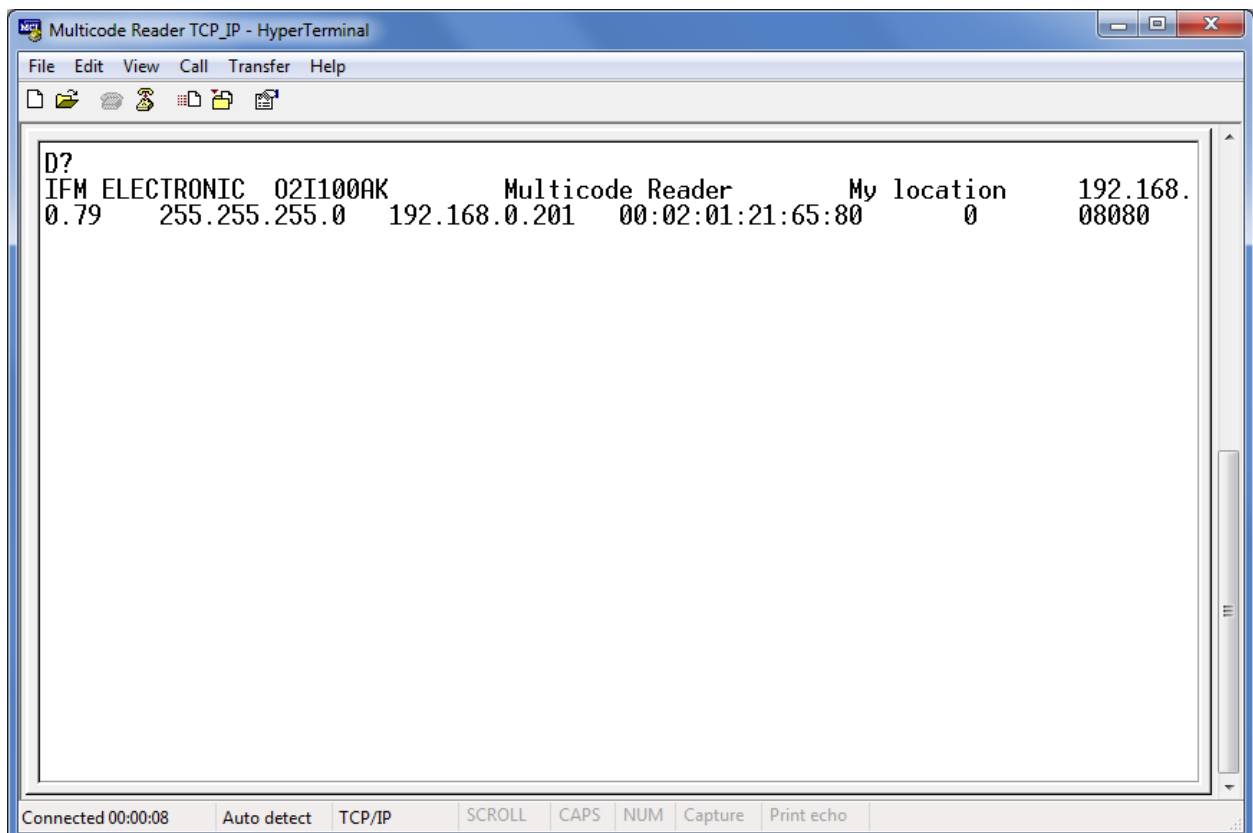 Multicode Reader TCP_IP - HyperTerminal
File Edit View Call Transfer Help
D?
IFM ELECTRONIC O2I100AK Multicode Reader My location 192.168.
0.79 255.255.255.0 192.168.0.201 00:02:01:21:65:80 0 08080
Connected 00:00:08 Auto detect TCP/IP SCROLL CAPS NUM Capture Print echo